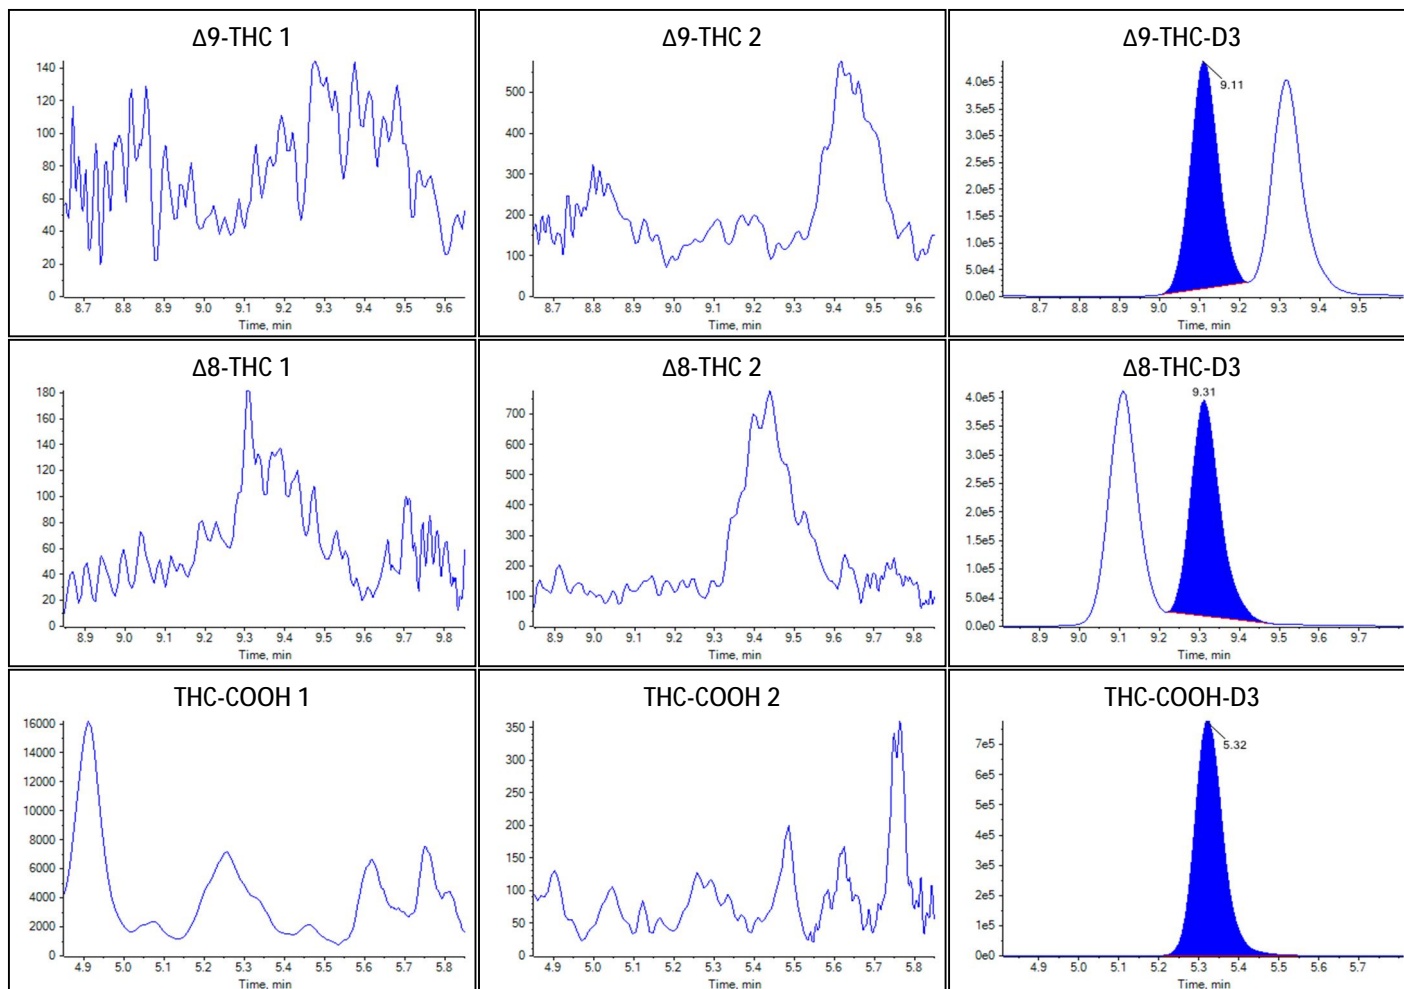 Δ9-THC 1
140
120
100
80
60
40
20
0
8.7 8.8 8.9 9.0 9.1 9.2 9.3 9.4 9.5 9.6
Time, min
Δ9-THC 2
500
400
300
200
100
0
8.7 8.8 8.9 9.0 9.1 9.2 9.3 9.4 9.5 9.6
Time, min
Δ9-THC-D3
9.11
4.0e5
3.5e5
3.0e5
2.5e5
2.0e5
1.5e5
1.0e5
5.0e4
0.0e0
8.7 8.8 8.9 9.0 9.1 9.2 9.3 9.4 9.5
Time, min
Δ8-THC 1
180
160
140
120
100
80
60
40
20
0
8.9 9.0 9.1 9.2 9.3 9.4 9.5 9.6 9.7 9.8
Time, min
Δ8-THC 2
700
600
500
400
300
200
100
0
8.9 9.0 9.1 9.2 9.3 9.4 9.5 9.6 9.7 9.8
Time, min
Δ8-THC-D3
9.31
4.0e5
3.5e5
3.0e5
2.5e5
2.0e5
1.5e5
1.0e5
5.0e4
0.0e0
8.9 9.0 9.1 9.2 9.3 9.4 9.5 9.6 9.7
Time, min
THC-COOH 1
16000
14000
12000
10000
8000
6000
4000
2000
0
4.9 5.0 5.1 5.2 5.3 5.4 5.5 5.6 5.7 5.8
Time, min
THC-COOH 2
350
300
250
200
150
100
50
0
4.9 5.0 5.1 5.2 5.3 5.4 5.5 5.6 5.7 5.8
Time, min
THC-COOH-D3
5.32
7e5
6e5
5e5
4e5
3e5
2e5
1e5
0e0
4.9 5.0 5.1 5.2 5.3 5.4 5.5 5.6 5.7
Time, min